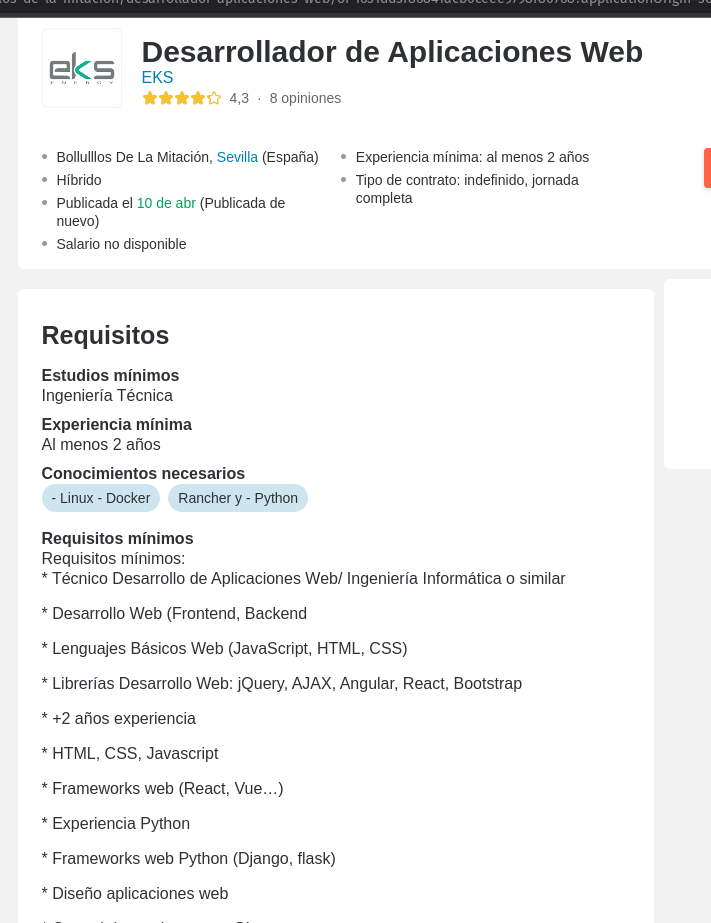 Desarrollador de Aplicaciones Web
eks
ENERGY
EKS
4,3 · 8 opiniones
Bollulllos De La Mitación, Sevilla (España)
Híbrido
Publicada el 10 de abr (Publicada de
nuevo)
Salario no disponible
Experiencia mínima: al menos 2 años
Tipo de contrato: indefinido, jornada
completa
Requisitos
Estudios mínimos
Ingeniería Técnica
Experiencia mínima
Al menos 2 años
Conocimientos necesarios
- Linux - Docker
Rancher y - Python
Requisitos mínimos
Requisitos mínimos:
* Técnico Desarrollo de Aplicaciones Web/ Ingeniería Informática o similar
* Desarrollo Web (Frontend, Backend
* Lenguajes Básicos Web (JavaScript, HTML, CSS)
* Librerías Desarrollo Web: jQuery, AJAX, Angular, React, Bootstrap
* +2 años experiencia
* HTML, CSS, Javascript
* Frameworks web (React, Vue…)
* Experiencia Python
* Frameworks web Python (Django, flask)
* Diseño aplicaciones web